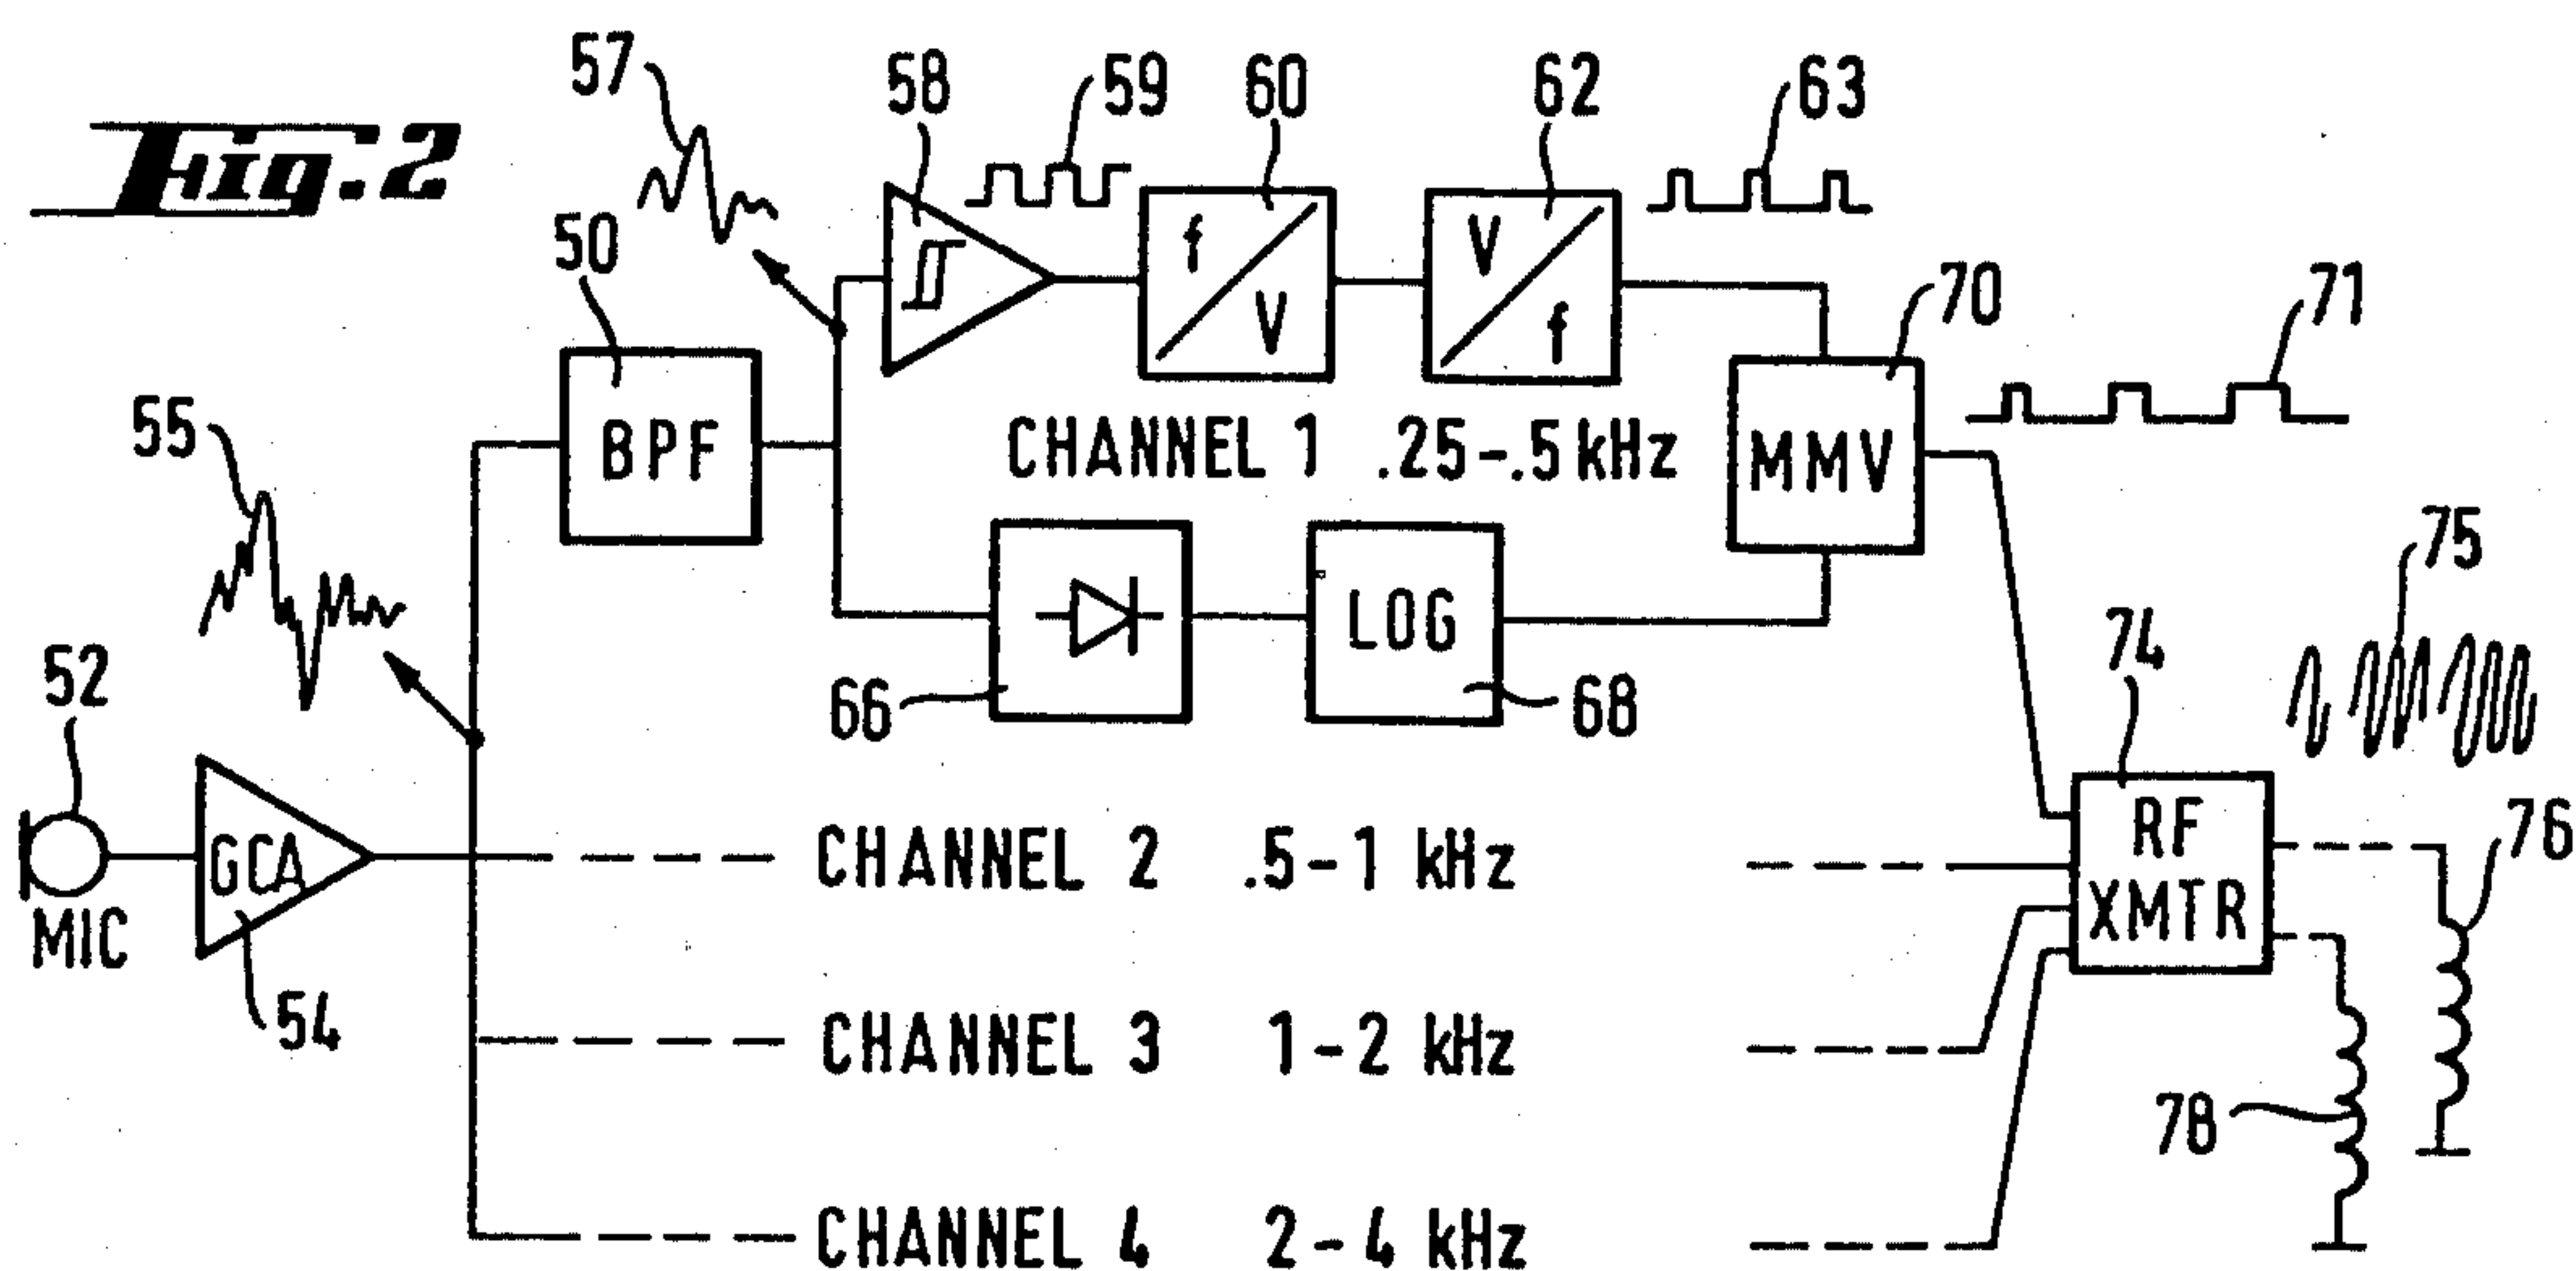 Fig. 2
57
58
59
60
62
63
50
f
V
V
f
70
71
55
BPF
CHANNEL 1 .25-.5 kHz
MMV
75
52
66
LOG
68
74
GCA
MIC
54
CHANNEL 2 .5-1 kHz
RF
XMTR
76
CHANNEL 3 1-2 kHz
78
CHANNEL 4 2-4 kHz